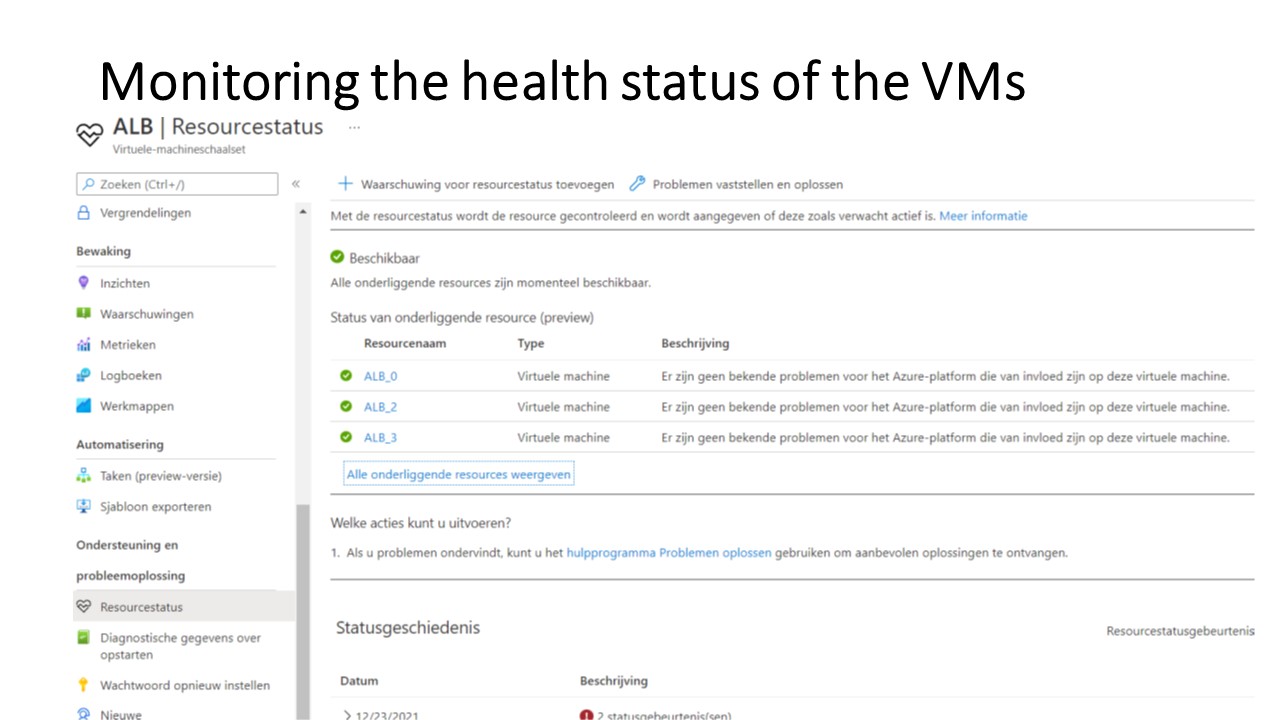 Monitoring the health status of the VMs
ALB | Resourcestatus ...
Virtuele-machineschaalset
Zoeken (Ctrl+/) «
Vergrendelingen
Bewaking
Inzichten
Waarschuwingen
Metrieken
Logboeken
Werkmappen
Automatisering
Taken (preview-versie)
Sjabloon exporteren
Ondersteuning en
probleemoplossing
Resourcestatus
Diagnostische gegevens over
opstarten
Wachtwoord opnieuw instellen
Nieuwe
Waarschuwing voor resourcestatus toevoegen Problemen vaststellen en oplossen
Met de resourcestatus wordt de resource gecontroleerd en wordt aangegeven of deze zoals verwacht actief is. Meer informatie
Beschikbaar
Alle onderliggende resources zijn momenteel beschikbaar.
Status van onderliggende resource (preview)
Resourcenaam Type Beschrijving
ALB_0 Virtuele machine Er zijn geen bekende problemen voor het Azure-platform die van invloed zijn op deze virtuele machine.
ALB_2 Virtuele machine Er zijn geen bekende problemen voor het Azure-platform die van invloed zijn op deze virtuele machine.
ALB_3 Virtuele machine Er zijn geen bekende problemen voor het Azure-platform die van invloed zijn op deze virtuele machine.
Alle onderliggende resources weergeven
Welke acties kunt u uitvoeren?
1. Als u problemen ondervindt, kunt u het hulpprogramma Problemen oplossen gebruiken om aanbevolen oplossingen te ontvangen.
Statusgeschiedenis Resourcestatusgebeurtenis
Datum Beschrijving
12/23/2021 2 statusgebeurtenis(sen)